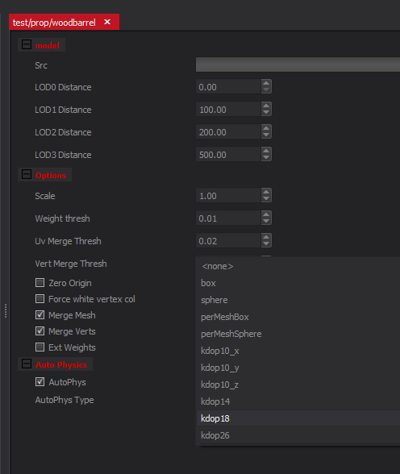 test/prop/woodbarrel ×
model
Src
LOD0 Distance 0.00
LOD1 Distance 100.00
LOD2 Distance 200.00
LOD3 Distance 500.00
Options
Scale 1.00
Weight thresh 0.01
Uv Merge Thresh 0.02
Vert Merge Thresh
<none>
Zero Origin
box
Force white vertex col
sphere
Merge Mesh
perMeshBox
Merge Verts
perMeshSphere
Ext Weights
kdop10_x
Auto Physics
kdop10_y
AutoPhys
kdop10_z
AutoPhys Type
kdop14
kdop18
kdop26